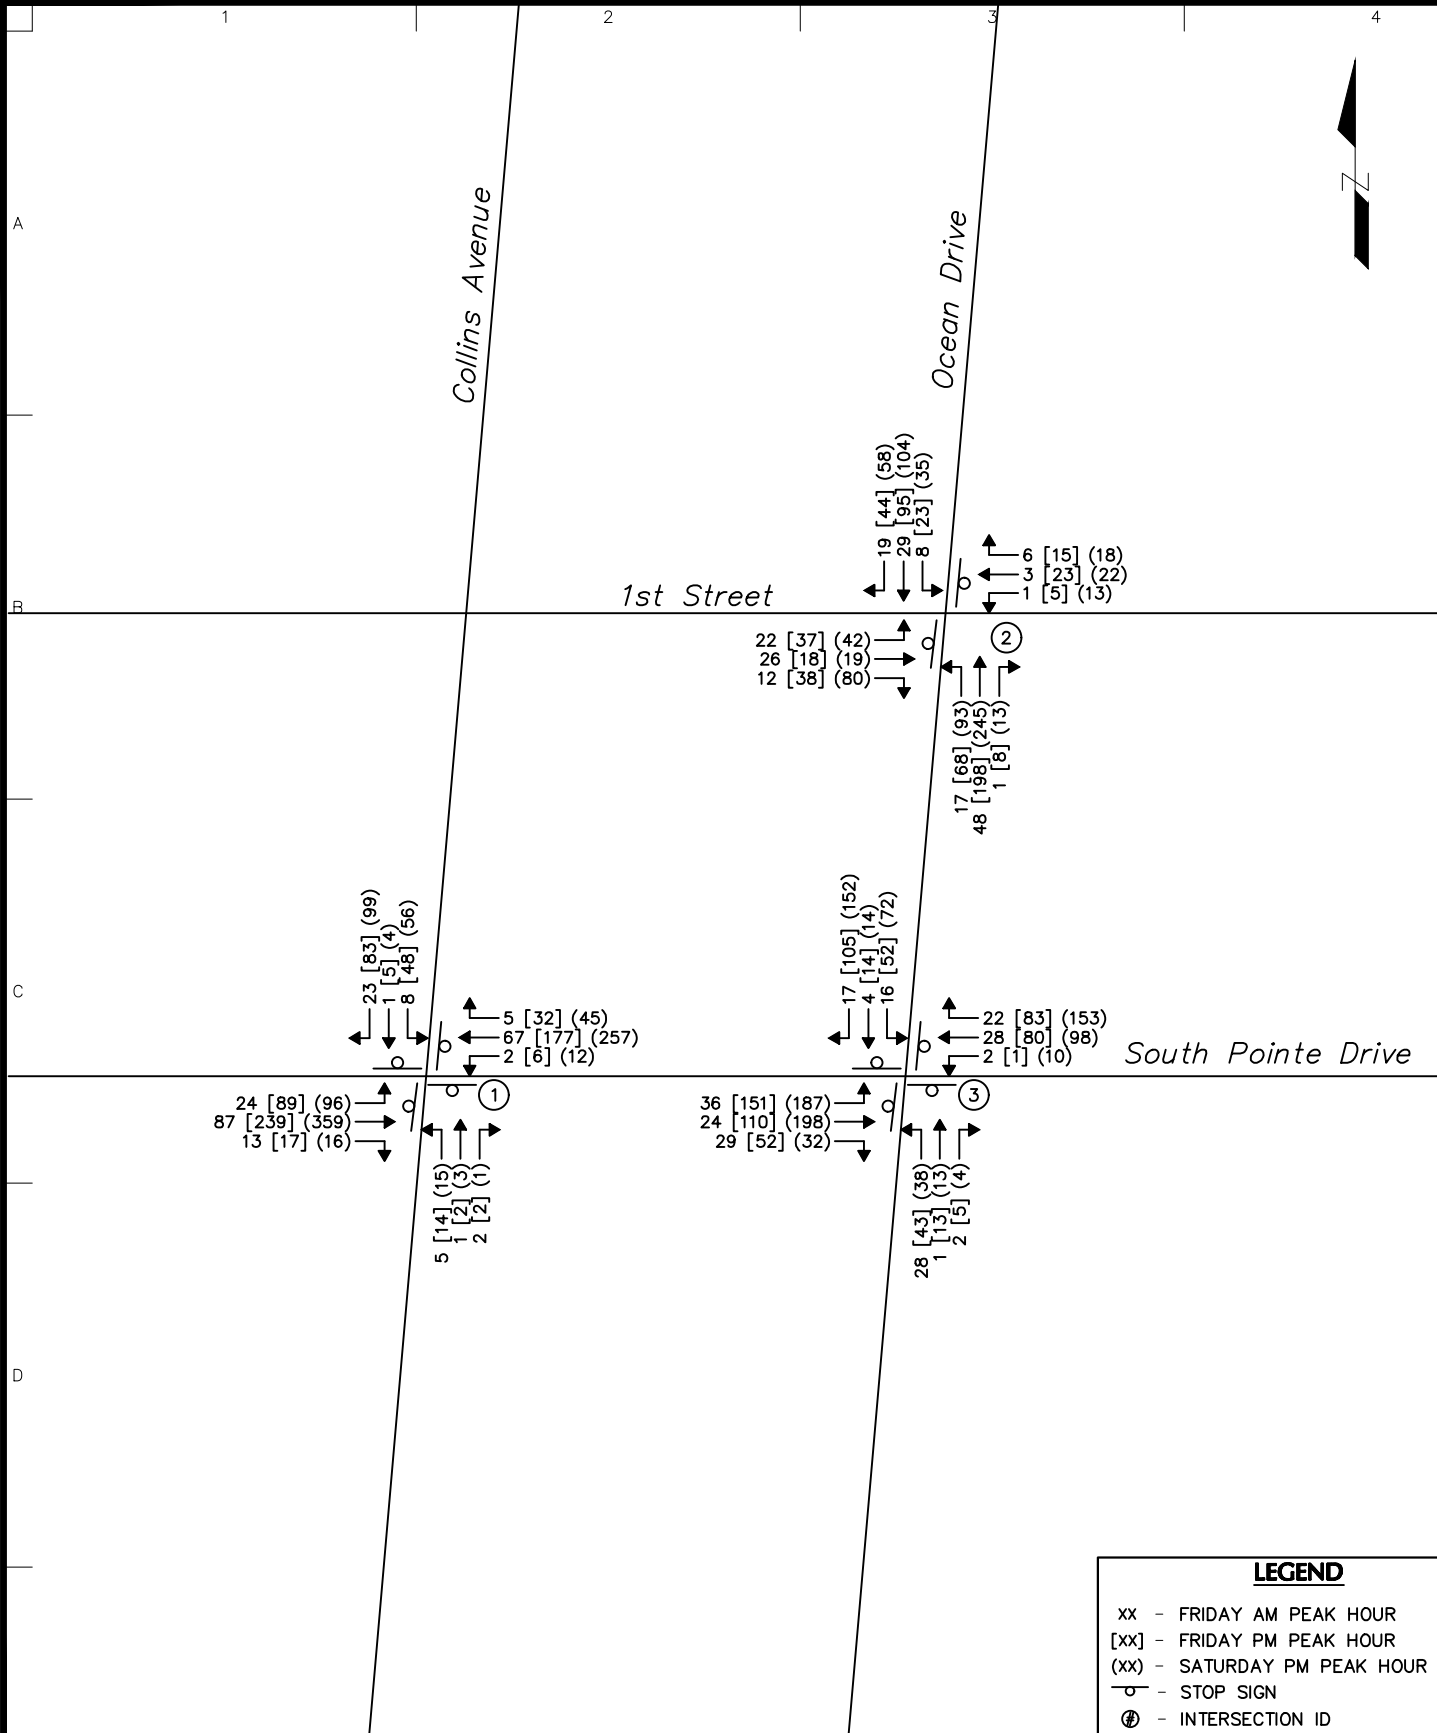 1 2 3 4
A
B
C
D
Collins Avenue
Ocean Drive
1st Street
South Pointe Drive
19 [44] (58)
29 [95] (104)
8 [23] (35)
6 [15] (18)
3 [23] (22)
1 [5] (13)
2
22 [37] (42)
26 [18] (19)
12 [38] (80)
17 [68] (93)
48 [198] (245)
1 [8] (13)
23 [83] (99)
1 [5] (4)
8 [48] (56)
5 [32] (45)
67 [177] (257)
2 [6] (12)
1
24 [89] (96)
87 [239] (359)
13 [17] (16)
5 [14] (15)
1 [2] (3)
2 [2] (1)
17 [105] (152)
4 [14] (14)
16 [52] (72)
22 [83] (153)
28 [80] (98)
2 [1] (10)
3
36 [151] (187)
24 [110] (198)
29 [52] (32)
28 [43] (38)
1 [13] (13)
2 [5] (4)
Z
LEGEND
XX - FRIDAY AM PEAK HOUR
[XX] - FRIDAY PM PEAK HOUR
(XX) - SATURDAY PM PEAK HOUR
- STOP SIGN
# - INTERSECTION ID